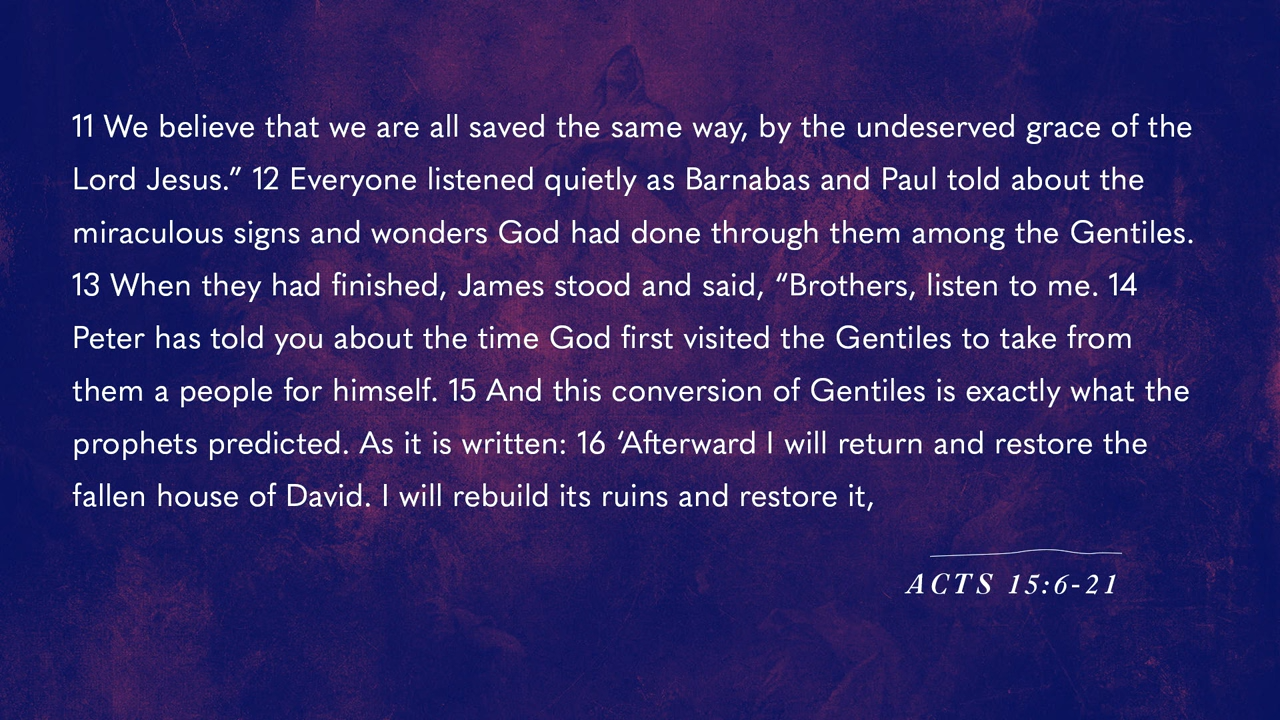 11 We believe that we are all saved the same way, by the undeserved grace of the
Lord Jesus.” 12 Everyone listened quietly as Barnabas and Paul told about the
miraculous signs and wonders God had done through them among the Gentiles.
13 When they had finished, James stood and said, “Brothers, listen to me. 14
Peter has told you about the time God first visited the Gentiles to take from
them a people for himself. 15 And this conversion of Gentiles is exactly what the
prophets predicted. As it is written: 16 ‘Afterward I will return and restore the
fallen house of David. I will rebuild its ruins and restore it,
ACTS 15:6-21